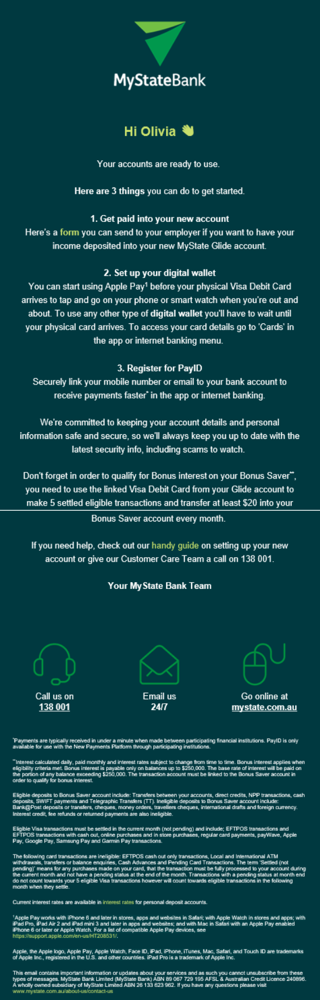 MyStateBank
Hi Olivia 👋
Your accounts are ready to use.
Here are 3 things you can do to get started.
1. Get paid into your new account
Here's a form you can send to your employer if you want to have your
income deposited into your new MyState Glide account.
2. Set up your digital wallet
You can start using Apple Pay¹ before your physical Visa Debit Card
arrives to tap and go on your phone or smart watch when you're out and
about. To use any other type of digital wallet you'll have to wait until
your physical card arrives. To access your card details go to 'Cards' in
the app or internet banking menu.
3. Register for PayID
Securely link your mobile number or email to your bank account to
receive payments faster* in the app or internet banking.
We're committed to keeping your account details and personal
information safe and secure, so we'll always keep you up to date with the
latest security info, including scams to watch.
Don't forget in order to qualify for Bonus interest on your Bonus Saver**,
you need to use the linked Visa Debit Card from your Glide account to
make 5 settled eligible transactions and transfer at least $20 into your
Bonus Saver account every month.
If you need help, check out our handy guide on setting up your new
account or give our Customer Care Team a call on 138 001.
Your MyState Bank Team
Call us on
138 001
Email us
24/7
Go online at
mystate.com.au
*Payments are typically received in under a minute when made between participating financial institutions. PayID is only
available for use with the New Payments Platform through participating institutions.
**Interest calculated daily, paid monthly and interest rates subject to change from time to time. Bonus interest applies when
eligibility criteria met. Bonus interest is payable only on balances up to $250,000. The base rate of interest will be paid on
the portion of any balance exceeding $250,000. The transaction account must be linked to the Bonus Saver account in
order to qualify for bonus interest.
Eligible deposits to Bonus Saver account include: Transfers between your accounts, direct credits, NPP transactions, cash
deposits, SWIFT payments and Telegraphic Transfers (TT). Ineligible deposits to Bonus Saver account include:
Bank@Post deposits or transfers, cheques, money orders, travellers cheques, international drafts and foreign currency.
Interest credit, fee refunds or returned payments are also ineligible.
Eligible Visa transactions must be settled in the current month (not pending) and include; EFTPOS transactions and
EFTPOS transactions with cash out, online purchases and in store purchases, regular card payments, payWave, Apple
Pay, Google Pay, Samsung Pay and Garmin Pay transactions.
The following card transactions are ineligible: EFTPOS cash out only transactions, Local and International ATM
withdrawals, transfers or balance enquiries, Cash Advances and Pending Card Transactions. The term 'Settled (not
pending)' means for any purchases made on your card, that the transaction must be fully processed to your account during
the current month and not have a pending status at the end of the month. Transactions with a pending status at month end
do not count towards your 5 eligible Visa transactions however will count towards eligible transactions in the following
month when they settle.
Current interest rates are available in interest rates for personal deposit accounts.
¹Apple Pay works with iPhone 6 and later in stores, apps and websites in Safari; with Apple Watch in stores and apps; with
iPad Pro, iPad Air 2 and iPad mini 3 and later in apps and websites; and with Mac in Safari with an Apple Pay enabled
iPhone 6 or later or Apple Watch. For a list of compatible Apple Pay devices, see
https://support.apple.com/en-us/HT208531/.
Apple, the Apple logo, Apple Pay, Apple Watch, Face ID, iPad, iPhone, iTunes, Mac, Safari, and Touch ID are trademarks
of Apple Inc., registered in the U.S. and other countries. iPad Pro is a trademark of Apple Inc.
This email contains important information or updates about your services and as such you cannot unsubscribe from these
types of messages. MyState Bank Limited (MyState Bank) ABN 89 067 729 195 AFSL & Australian Credit Licence 240896.
A wholly owned subsidiary of MyState Limited ABN 26 133 623 962. If you have any questions please visit
www.mystate.com.au/about-us/contact-us